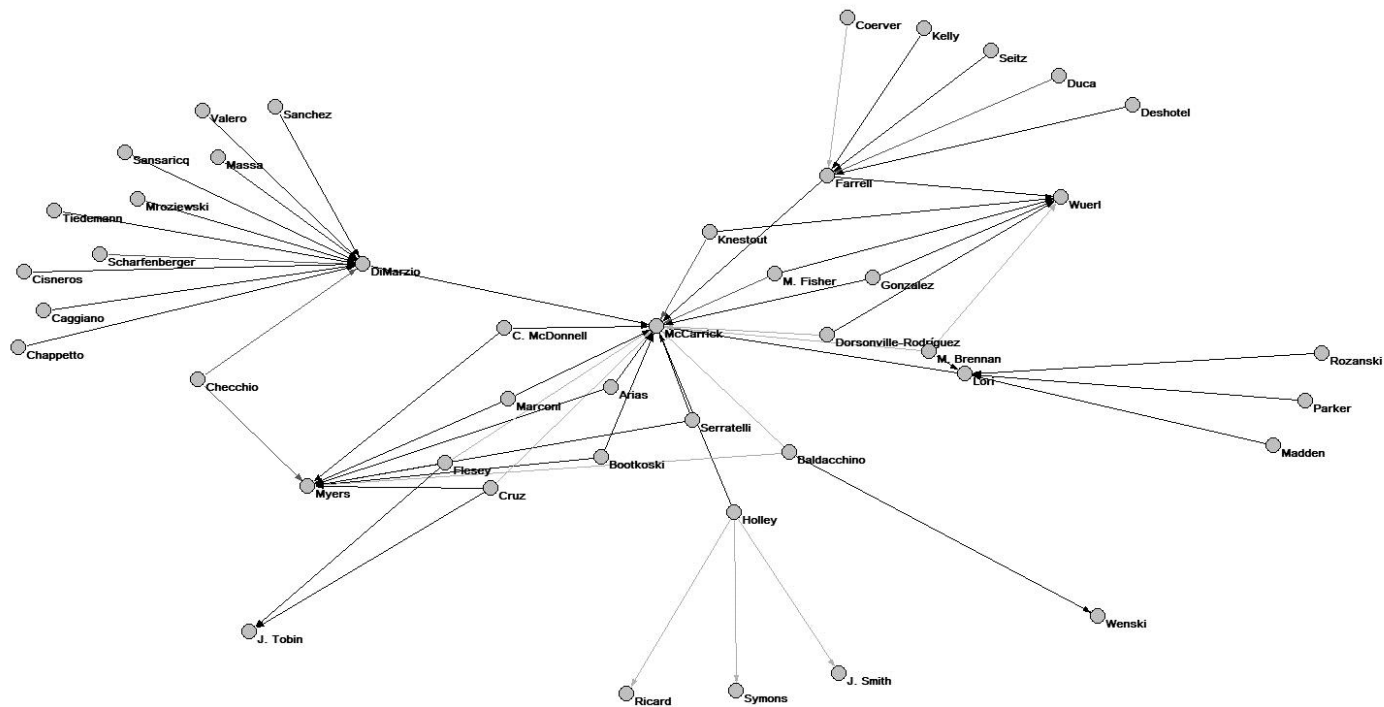 Coerver
Kelly
Seitz
Duca
Deshotel
Valero
Sanchez
Sansaricq
Massa
Mroziewski
Tiedemann
Farrell
Wuerl
Knestout
Scharfenberger
Cisneros
DiMarzio
M. Fisher
Gonzalez
Caggiano
C. McDonnell
McCarrick
Dorsonville-Rodríguez
Chappetto
M. Brennan
Rozanski
Lori
Checchio
Marconi
Arias
Parker
Serratelli
Madden
Flesey
Bootkoski
Baldacchino
Myers
Cruz
Holley
Wenski
J. Tobin
J. Smith
Ricard
Symons